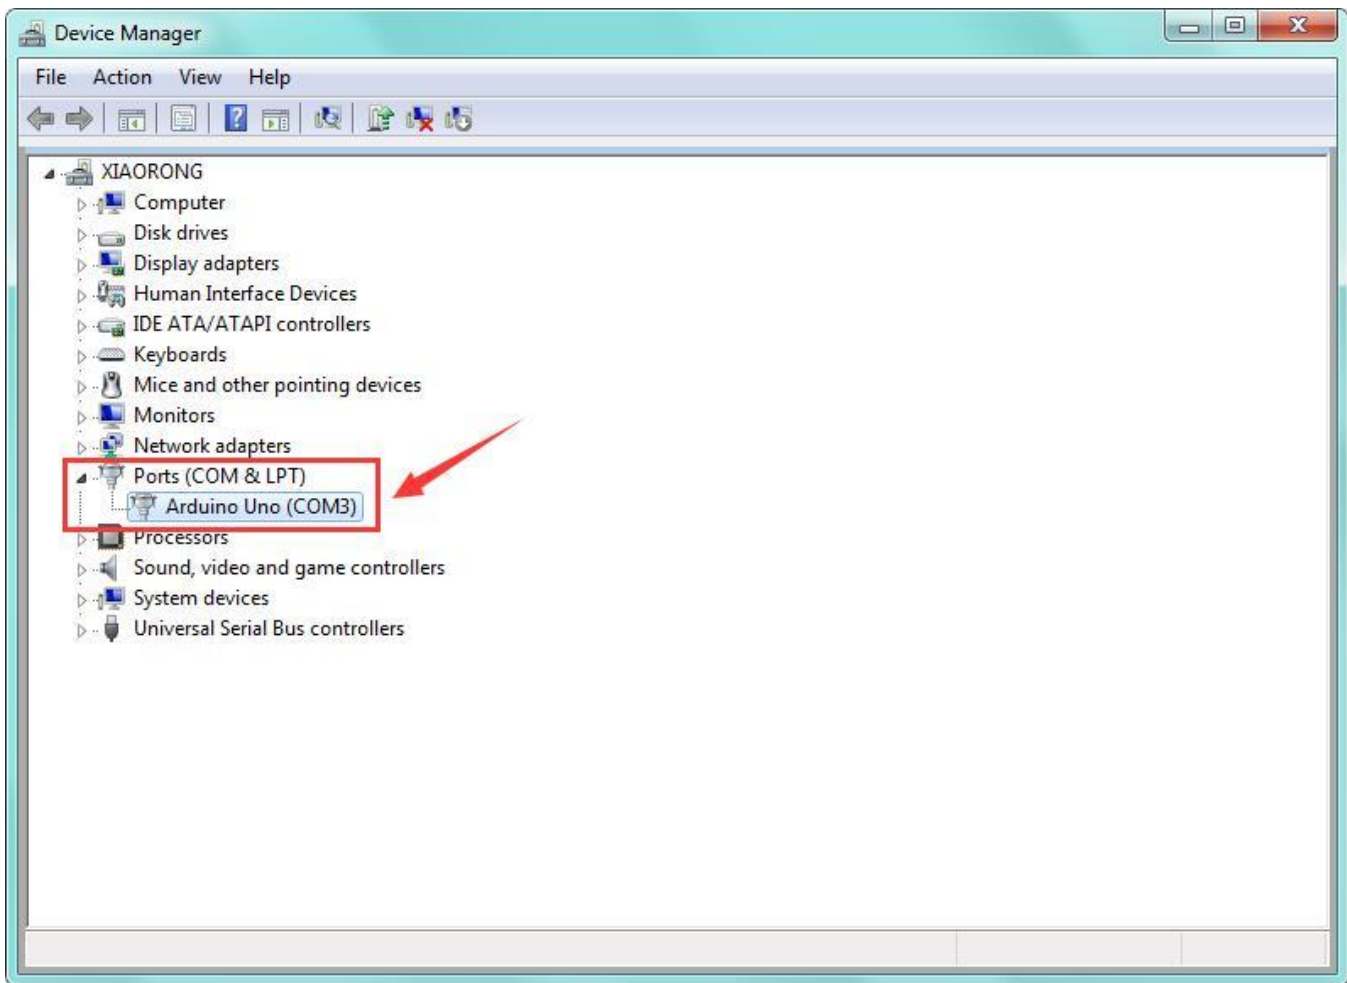 Device Manager
File Action View Help
XIAORONG
Computer
Disk drives
Display adapters
Human Interface Devices
IDE ATA/ATAPI controllers
Keyboards
Mice and other pointing devices
Monitors
Network adapters
Ports (COM & LPT)
Arduino Uno (COM3)
Processors
Sound, video and game controllers
System devices
Universal Serial Bus controllers